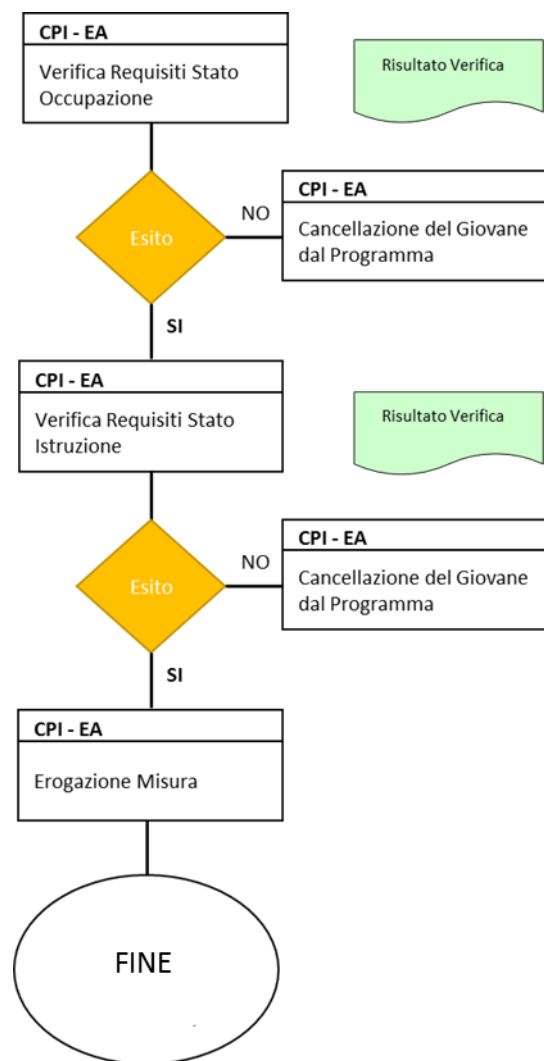 CPI - EA
Verifica Requisiti Stato
Occupazione
Risultato Verifica
Esito
NO
CPI - EA
Cancellazione del Giovane
dal Programma
SI
CPI - EA
Verifica Requisiti Stato
Istruzione
Risultato Verifica
Esito
NO
CPI - EA
Cancellazione del Giovane
dal Programma
SI
CPI - EA
Erogazione Misura
FINE